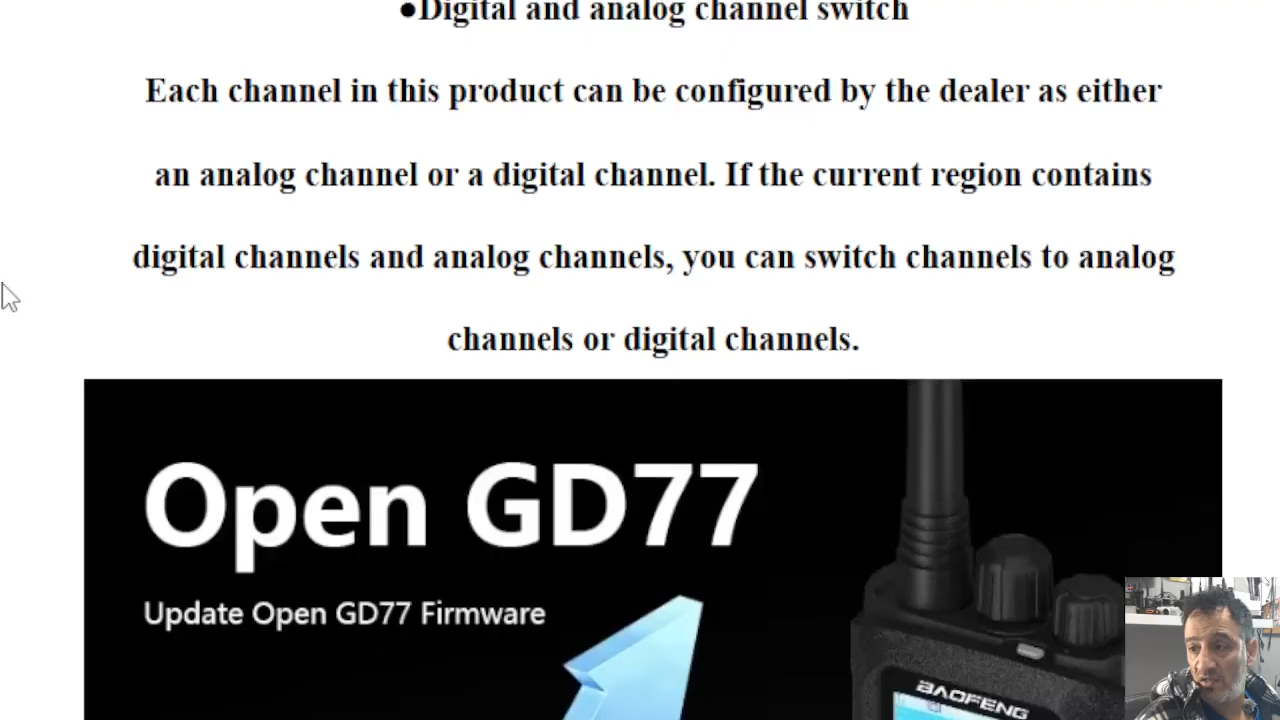 ●Digital and analog channel switch
Each channel in this product can be configured by the dealer as either
an analog channel or a digital channel. If the current region contains
digital channels and analog channels, you can switch channels to analog
channels or digital channels.
Open GD77
Update Open GD77 Firmware
BAOFENG